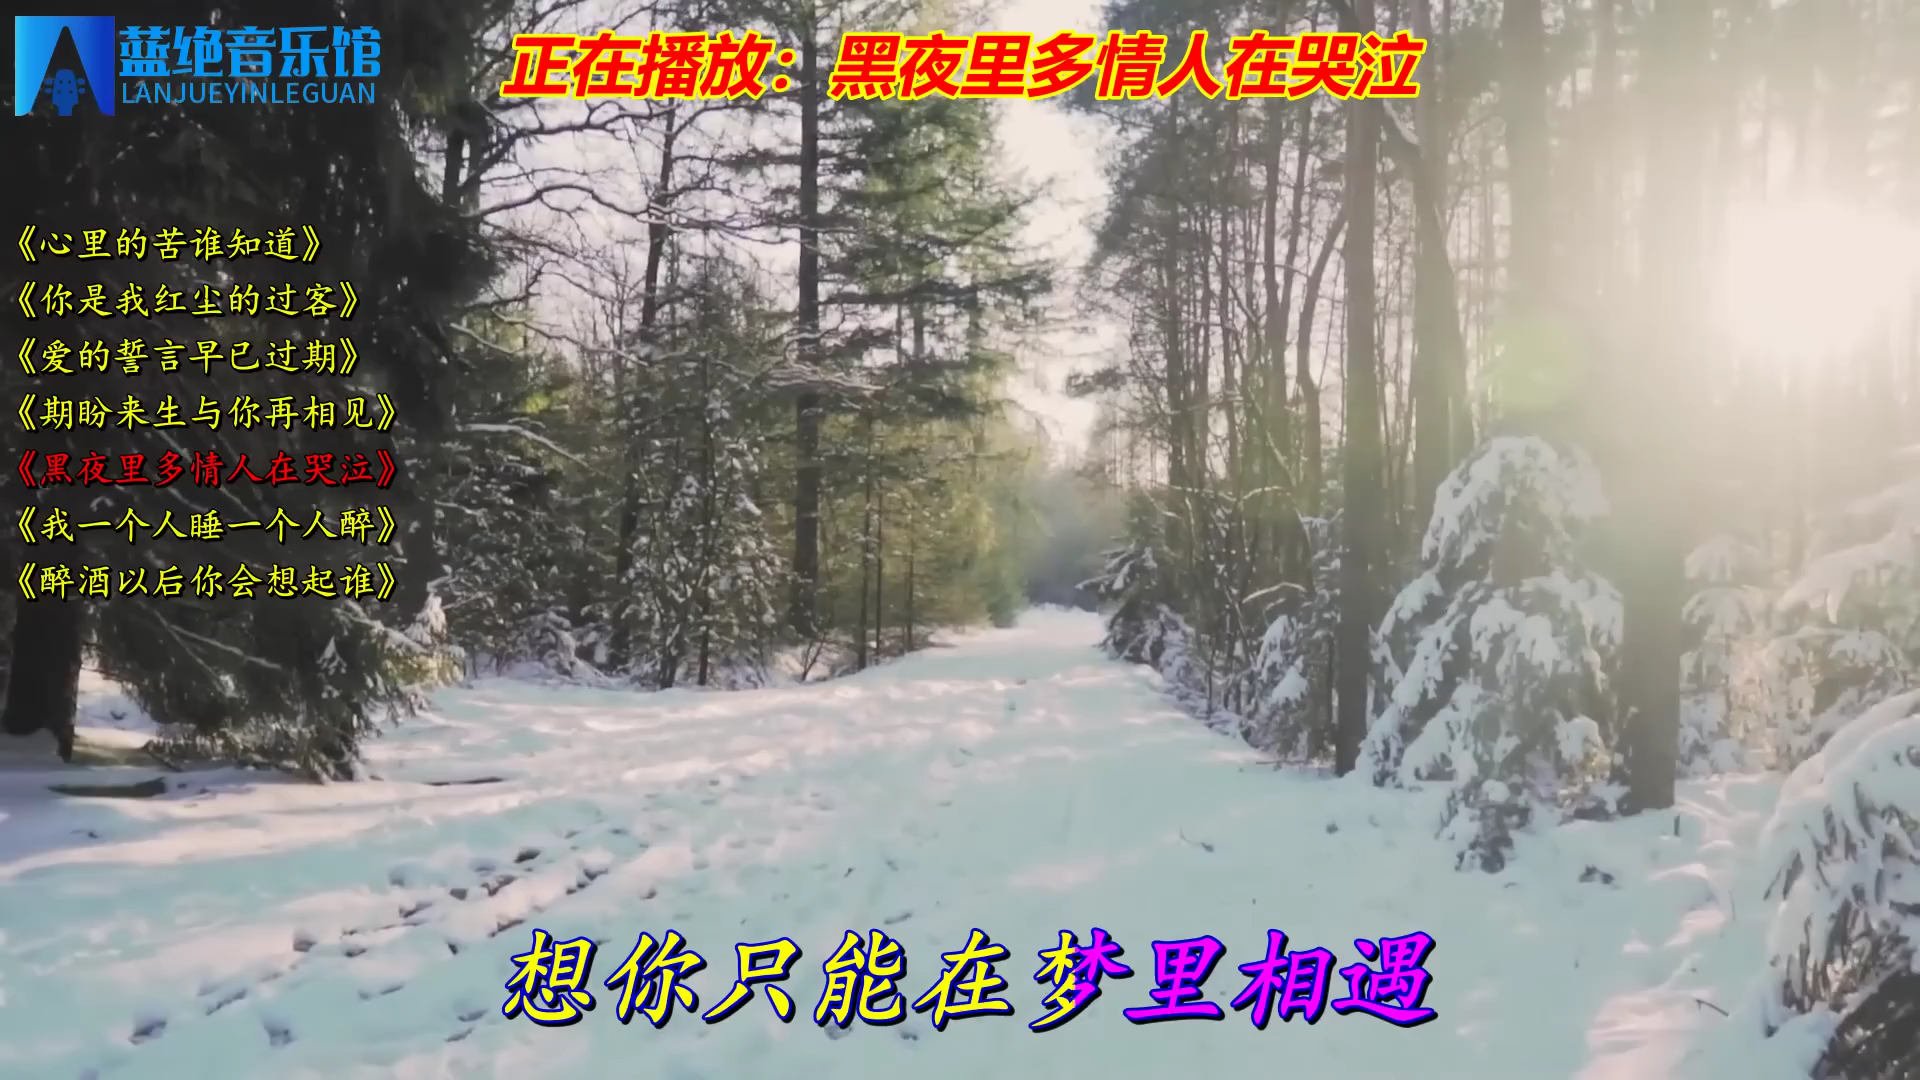 蓝绝音乐馆
LANJUEYINLEGUAN
正在播放：黑夜里多情人在哭泣
《心里的苦谁知道》
《你是我红尘的过客》
《爱的誓言早已过期》
《期盼来生与你再相见》
《黑夜里多情人在哭泣》
《我一个人睡一个人醉》
《醉酒以后你会想起谁》
想你只能在梦里相遇